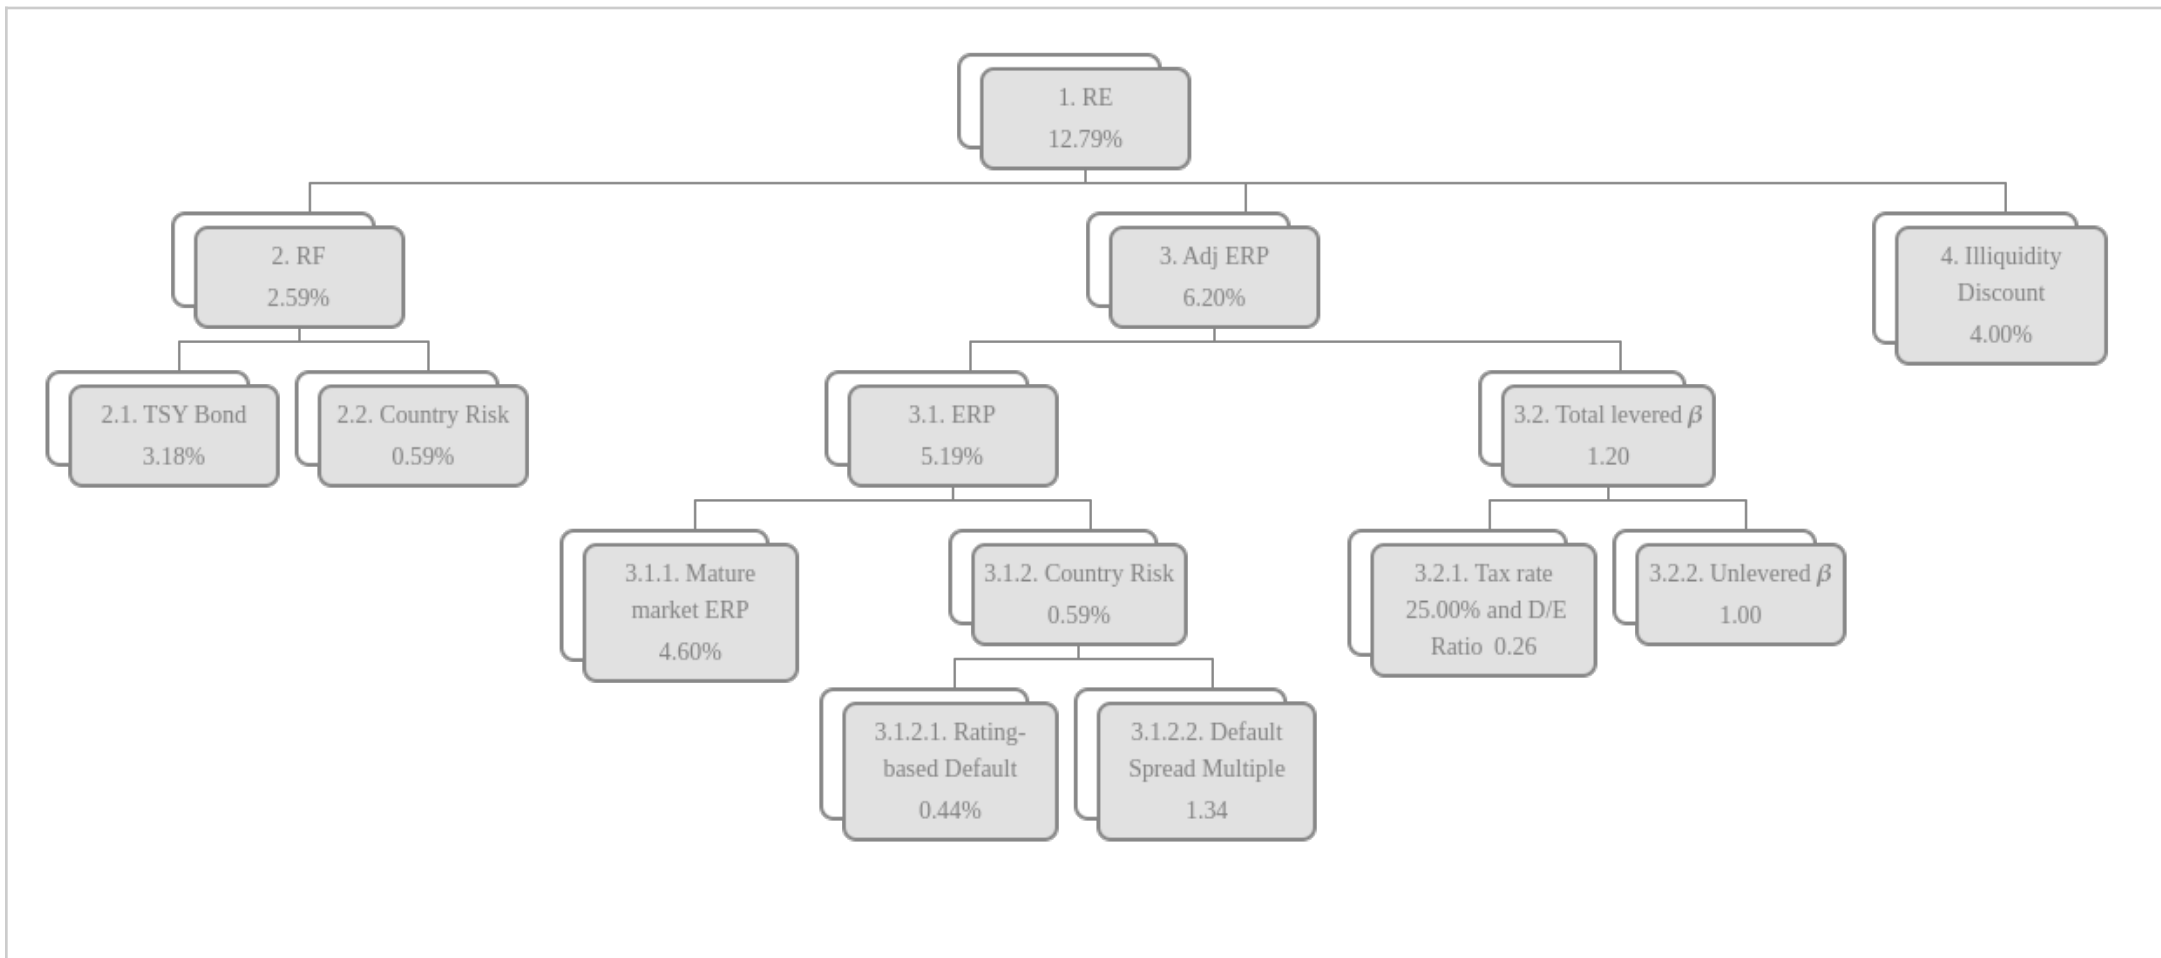 1. RE
12.79%
2. RF
2.59%
3. Adj ERP
6.20%
4. Illiquidity
Discount
4.00%
2.1. TSY Bond
3.18%
2.2. Country Risk
0.59%
3.1. ERP
5.19%
3.2. Total levered β
1.20
3.1.1. Mature
market ERP
4.60%
3.1.2. Country Risk
0.59%
3.2.1. Tax rate
25.00% and D/E
Ratio 0.26
3.2.2. Unlevered β
1.00
3.1.2.1. Rating-
based Default
0.44%
3.1.2.2. Default
Spread Multiple
1.34